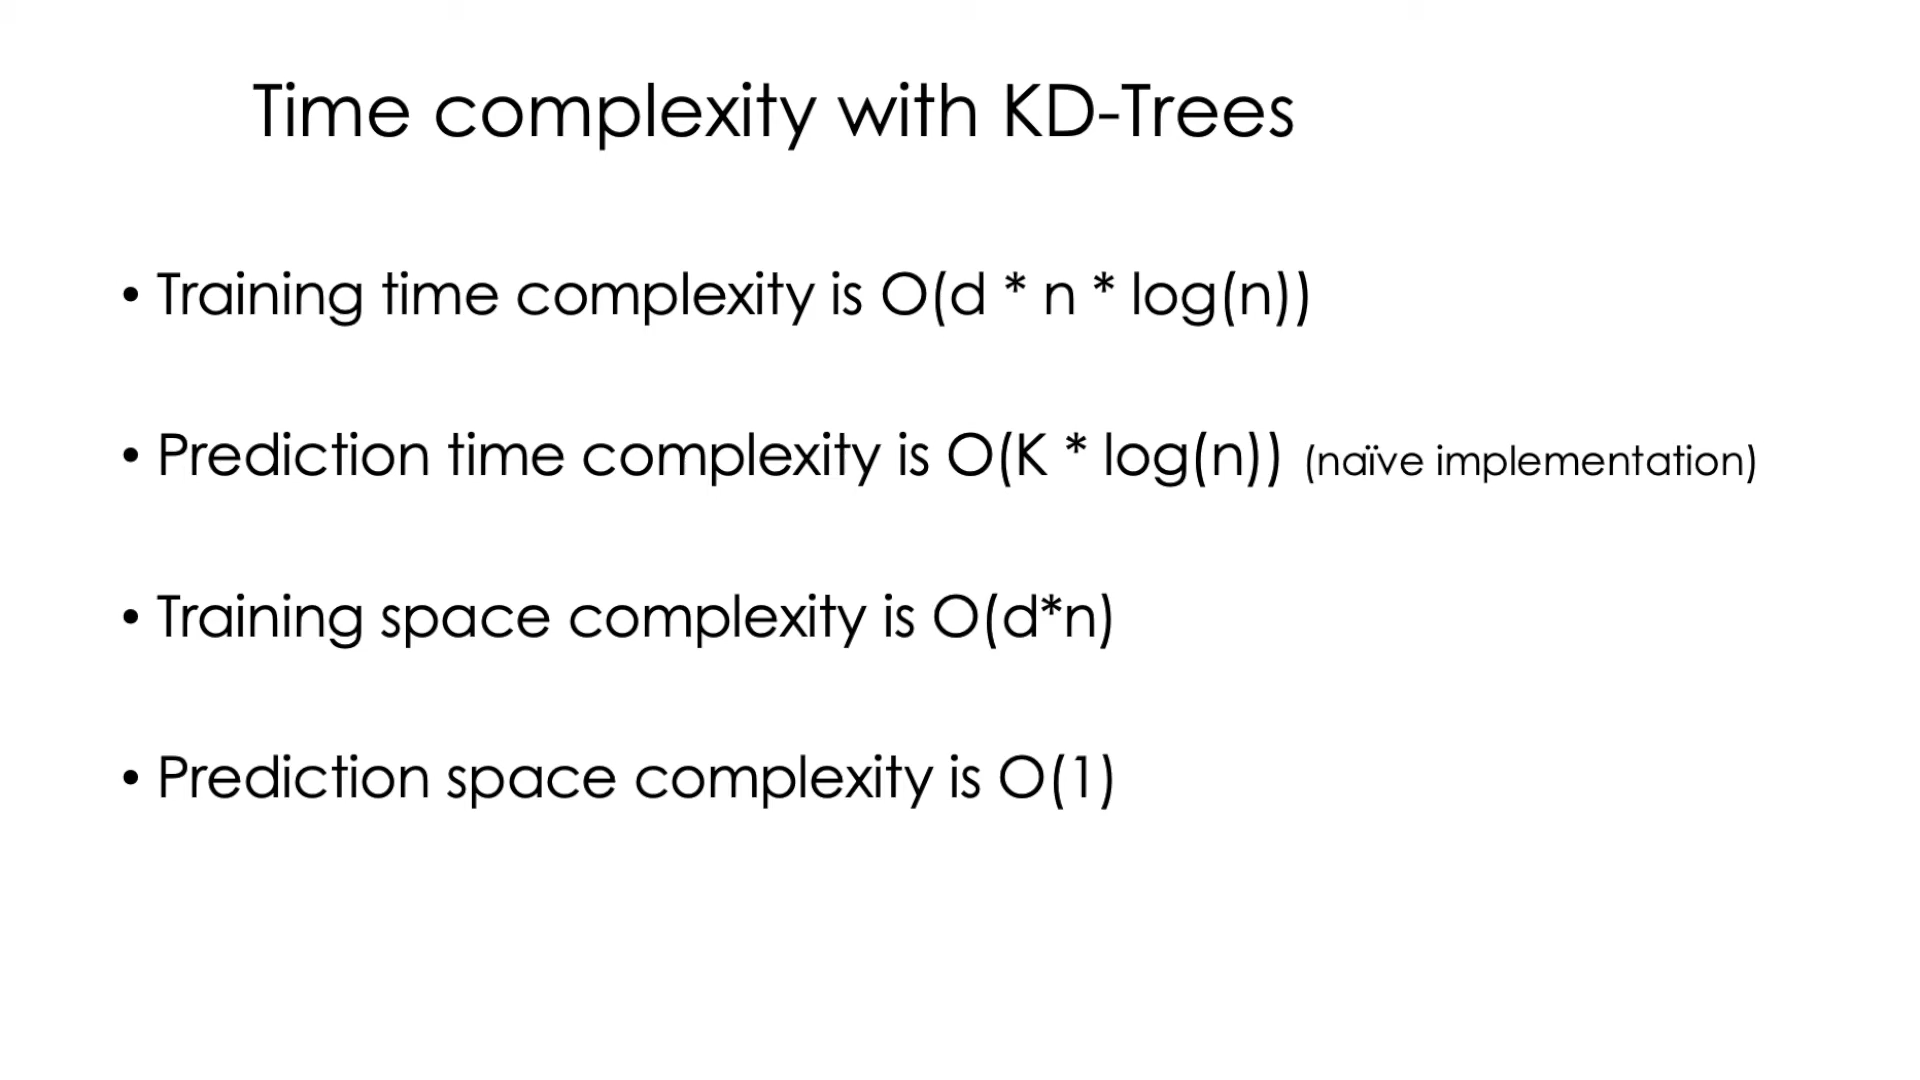 Time complexity with KD-Trees
• Training time complexity is O(d * n * log(n))
• Prediction time complexity is O(K * log(n)) (naïve implementation)
• Training space complexity is O(d*n)
• Prediction space complexity is O(1)